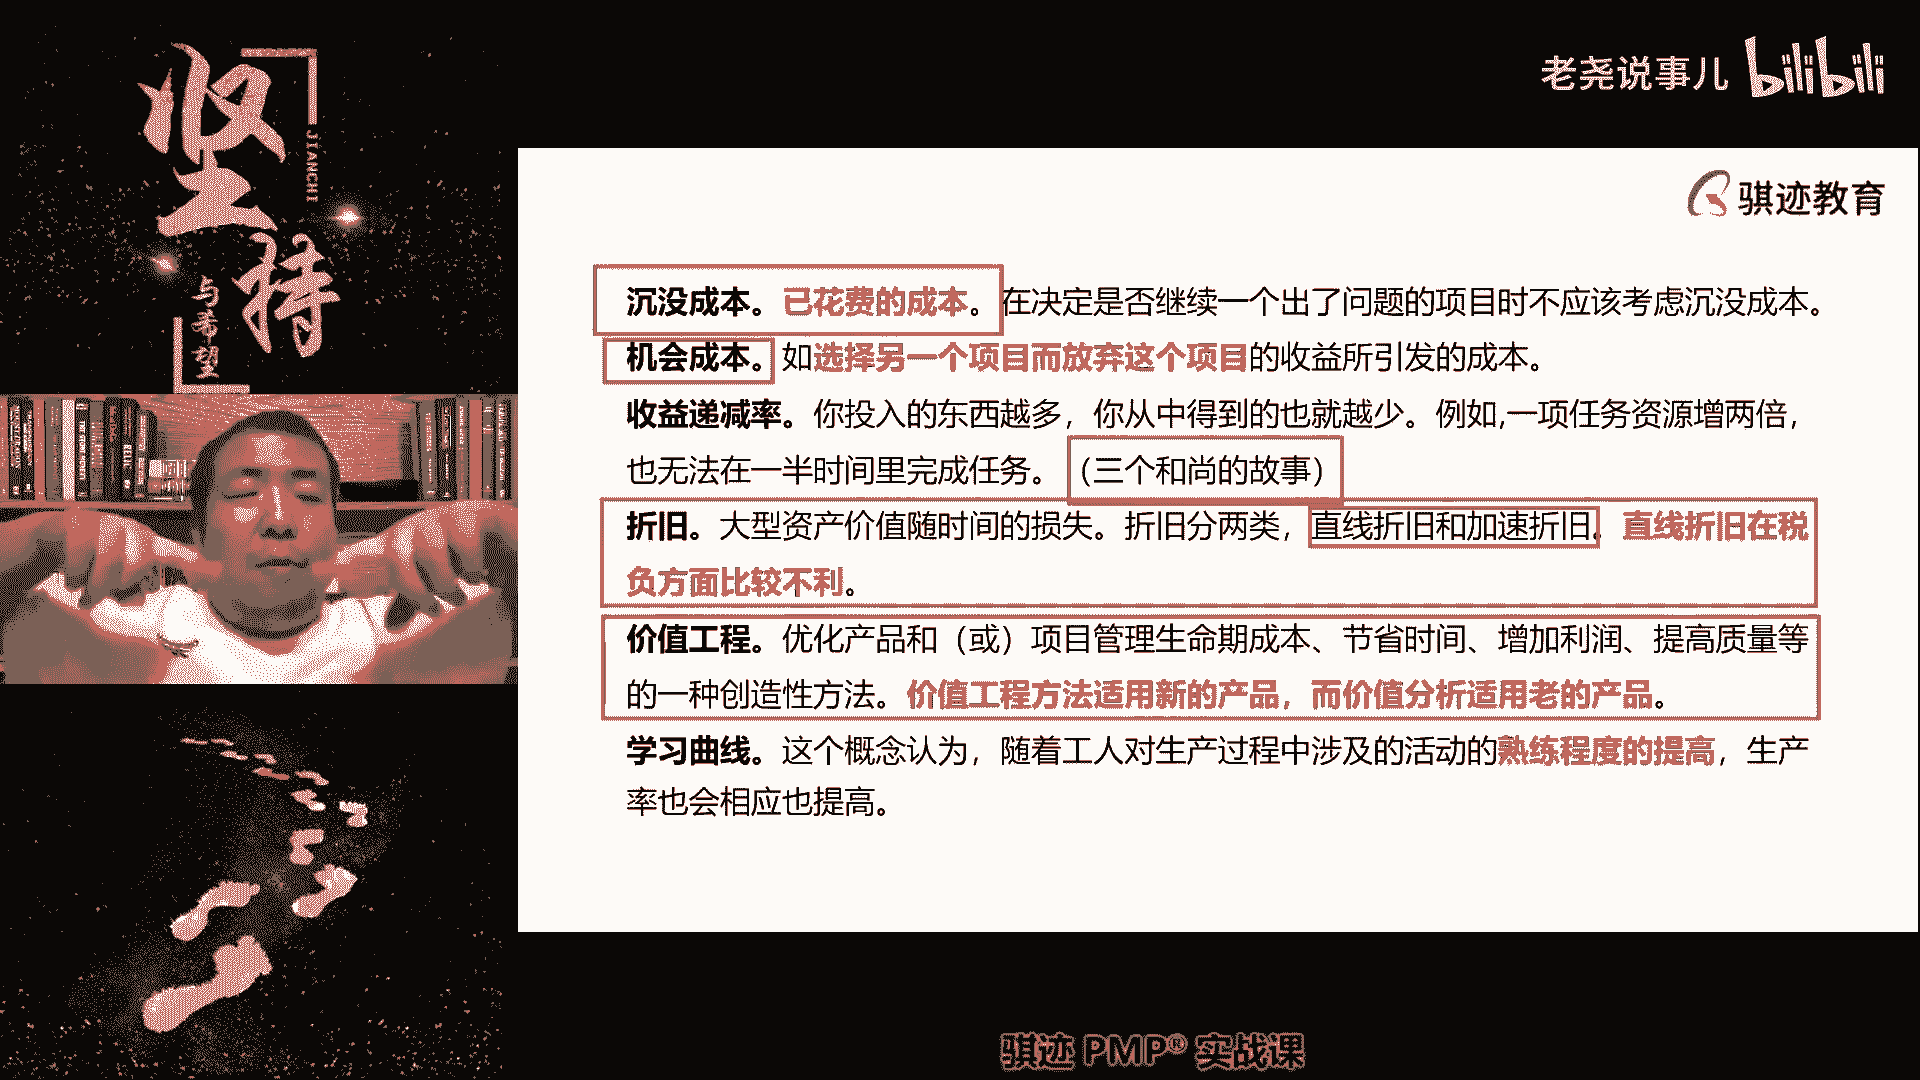 坚持
JIANCHI
与希望
老尧说事儿 bilibili
骐迹教育
沉没成本。已花费的成本。在决定是否继续一个出了问题的项目时不应该考虑沉没成本。
机会成本。如选择另一个项目而放弃这个项目的收益所引发的成本。
收益递减率。你投入的东西越多，你从中得到的也就越少。例如,一项任务资源增两倍，
也无法在一半时间里完成任务。（三个和尚的故事）
折旧。大型资产价值随时间的损失。折旧分两类，直线折旧和加速折旧。直线折旧在税
负方面比较不利。
价值工程。优化产品和（或）项目管理生命期成本、节省时间、增加利润、提高质量等
的一种创造性方法。价值工程方法适用新的产品，而价值分析适用老的产品。
学习曲线。这个概念认为，随着工人对生产过程中涉及的活动的熟练程度的提高，生产
率也会相应也提高。
骐迹 PMP® 实战课